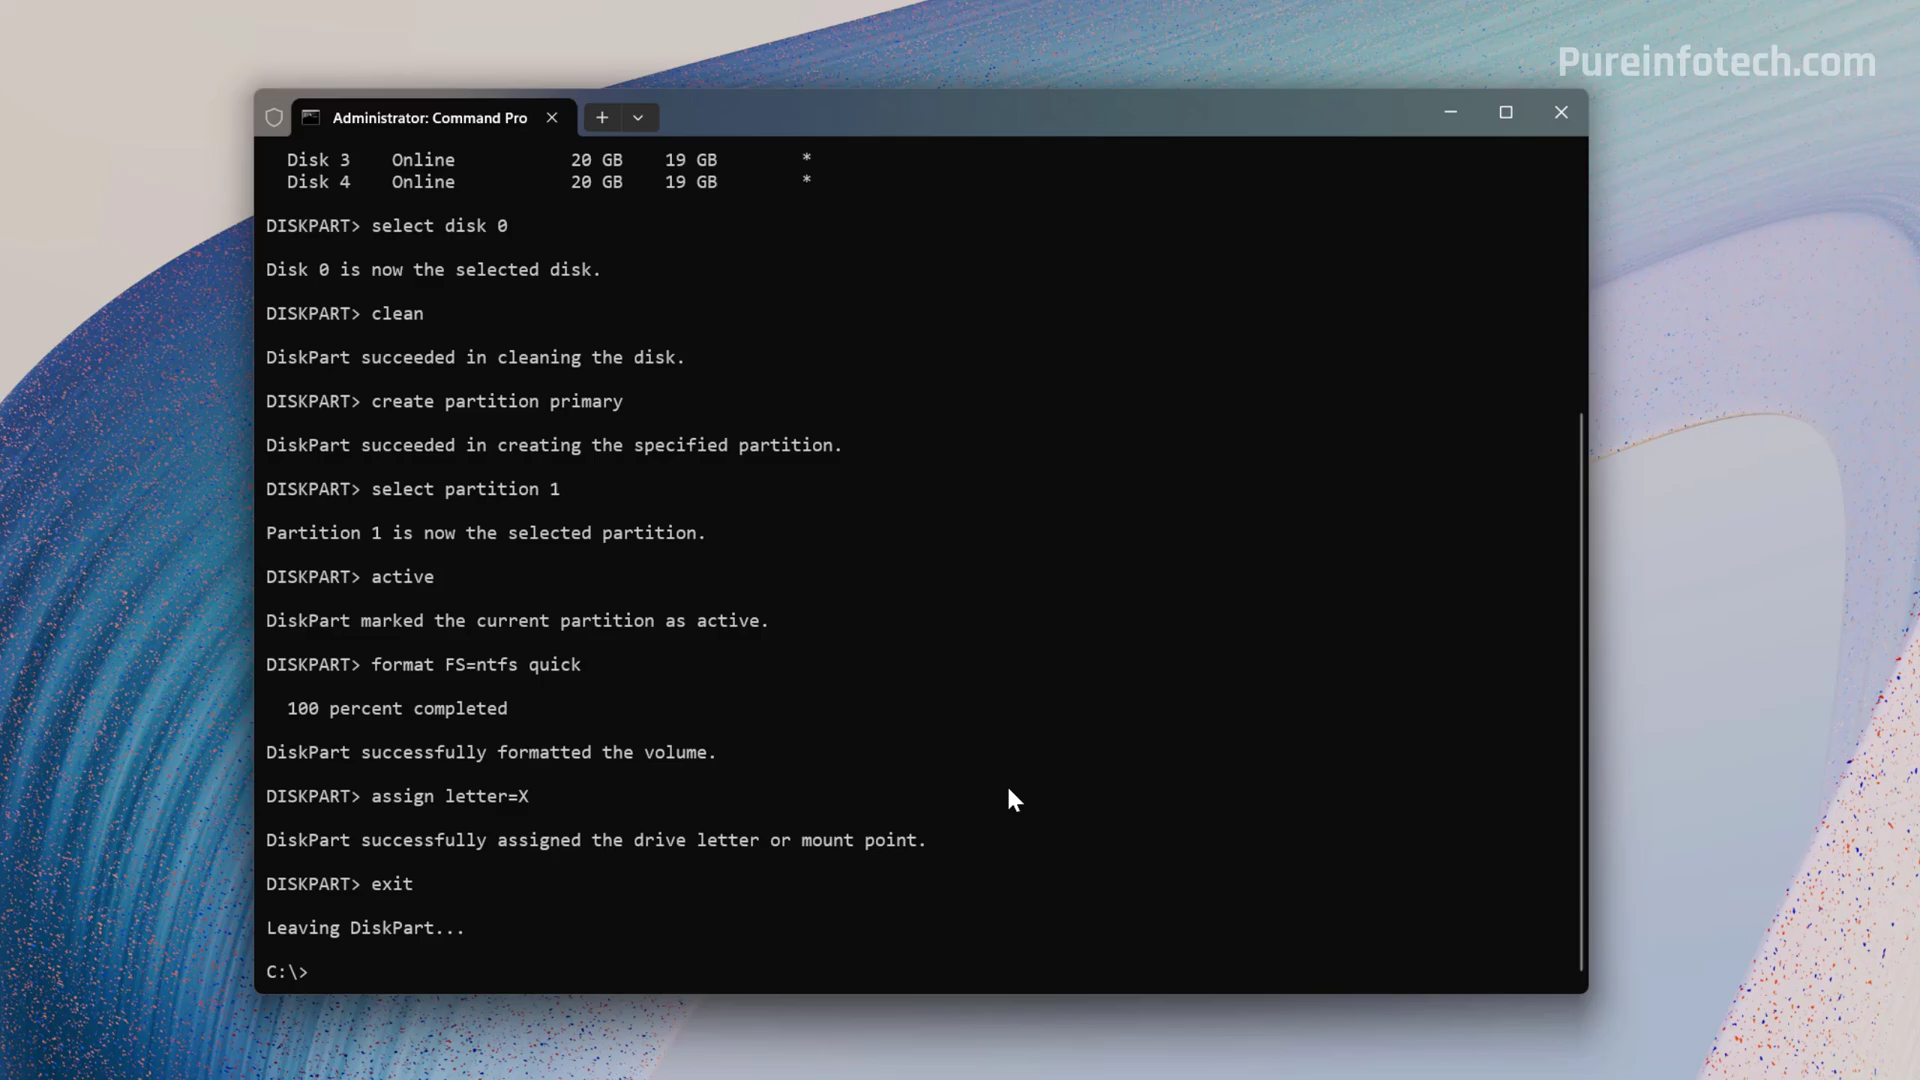 Pureinfotech.com
Administrator: Command Pro
Disk 3    Online           20 GB    19 GB        *
Disk 4    Online           20 GB    19 GB        *
DISKPART> select disk 0
Disk 0 is now the selected disk.
DISKPART> clean
DiskPart succeeded in cleaning the disk.
DISKPART> create partition primary
DiskPart succeeded in creating the specified partition.
DISKPART> select partition 1
Partition 1 is now the selected partition.
DISKPART> active
DiskPart marked the current partition as active.
DISKPART> format FS=ntfs quick
100 percent completed
DiskPart successfully formatted the volume.
DISKPART> assign letter=X
DiskPart successfully assigned the drive letter or mount point.
DISKPART> exit
Leaving DiskPart...
C:\>